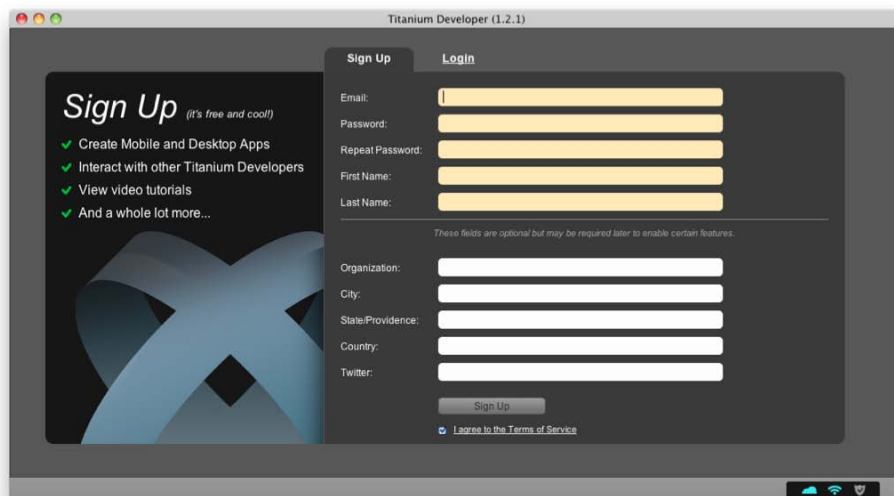 Titanium Developer (1.2.1)
Sign Up Login
Sign Up (it's free and cool!)
Create Mobile and Desktop Apps
Interact with other Titanium Developers
View video tutorials
And a whole lot more...
Email:
Password:
Repeat Password:
First Name:
Last Name:
These fields are optional but may be required later to enable certain features.
Organization:
City:
State/Providence:
Country:
Twitter:
Sign Up
I agree to the Terms of Service